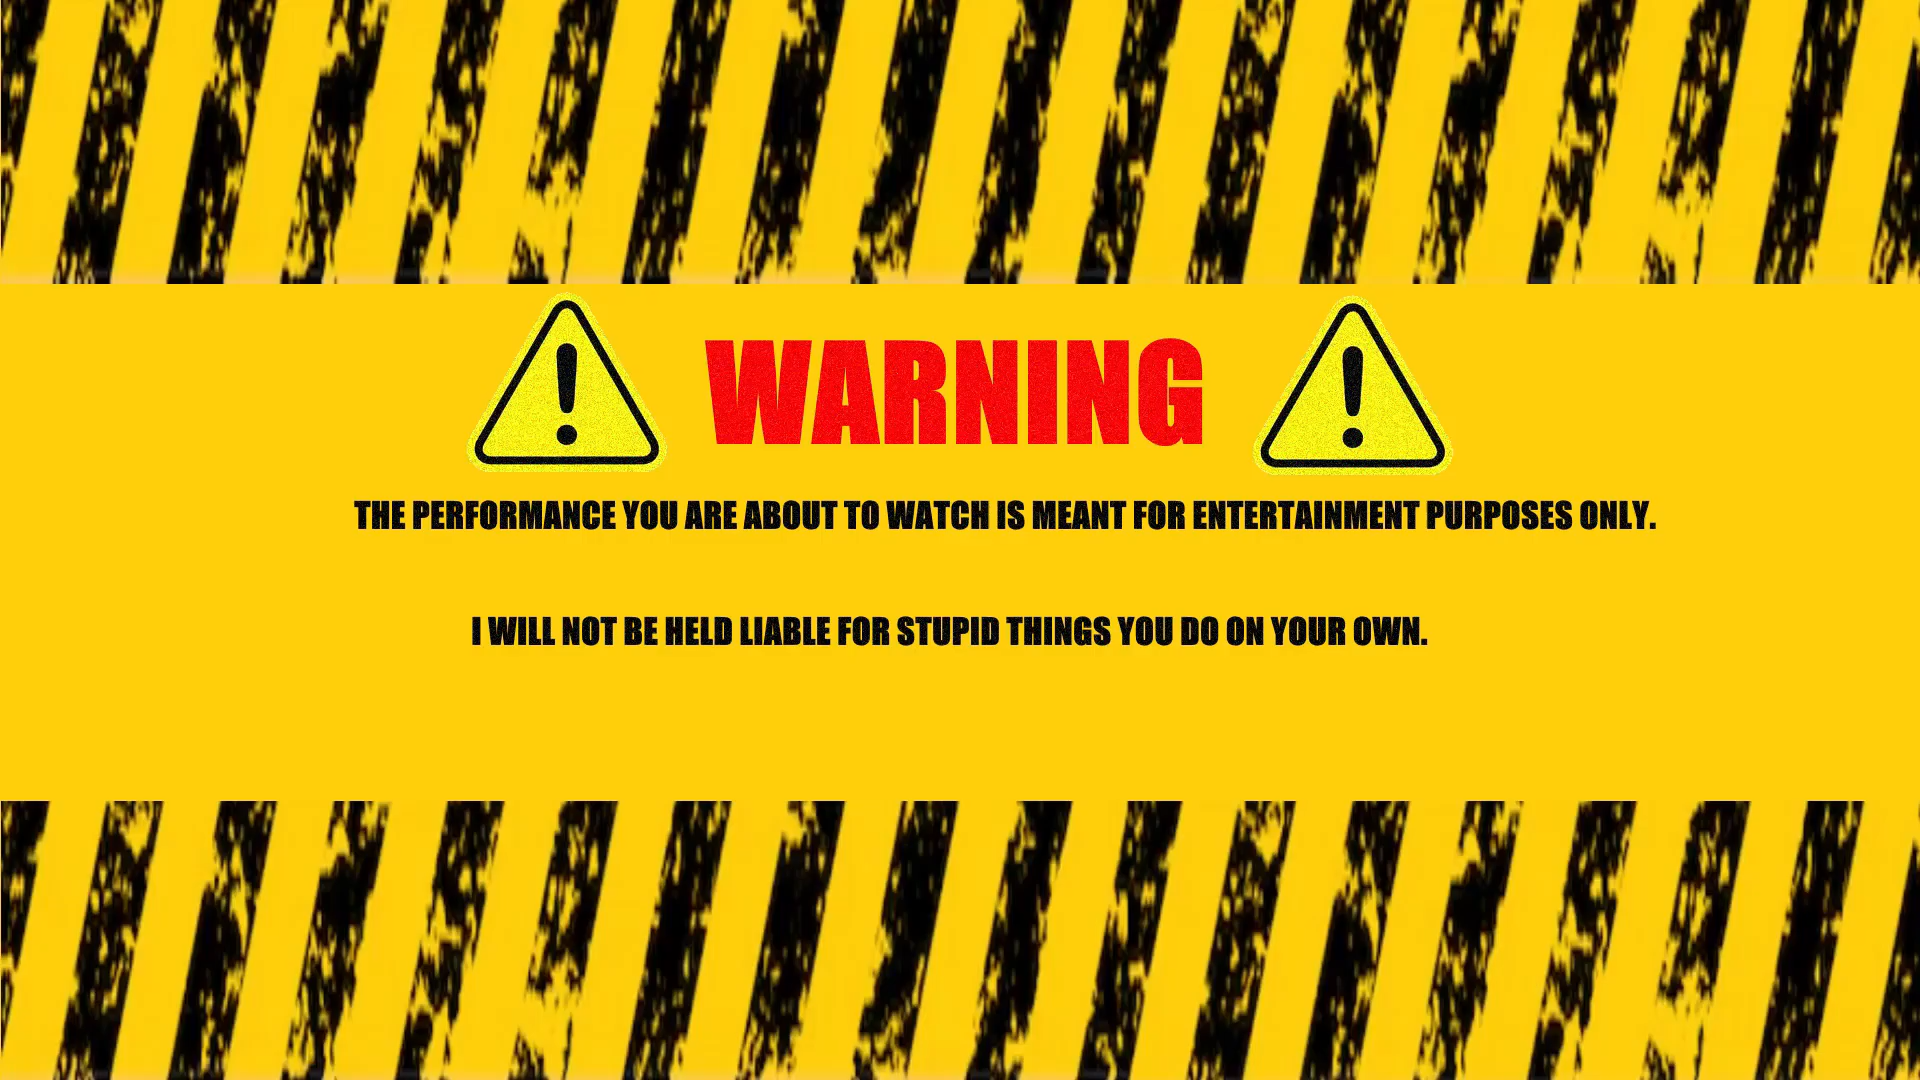 WARNING
THE PERFORMANCE YOU ARE ABOUT TO WATCH IS MEANT FOR ENTERTAINMENT PURPOSES ONLY.
I WILL NOT BE HELD LIABLE FOR STUPID THINGS YOU DO ON YOUR OWN.